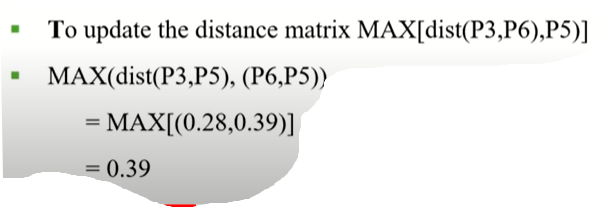 ▪ To update the distance matrix MAX[dist(P3,P6),P5)]
▪ MAX(dist(P3,P5), (P6,P5))
= MAX[(0.28,0.39)]
= 0.39